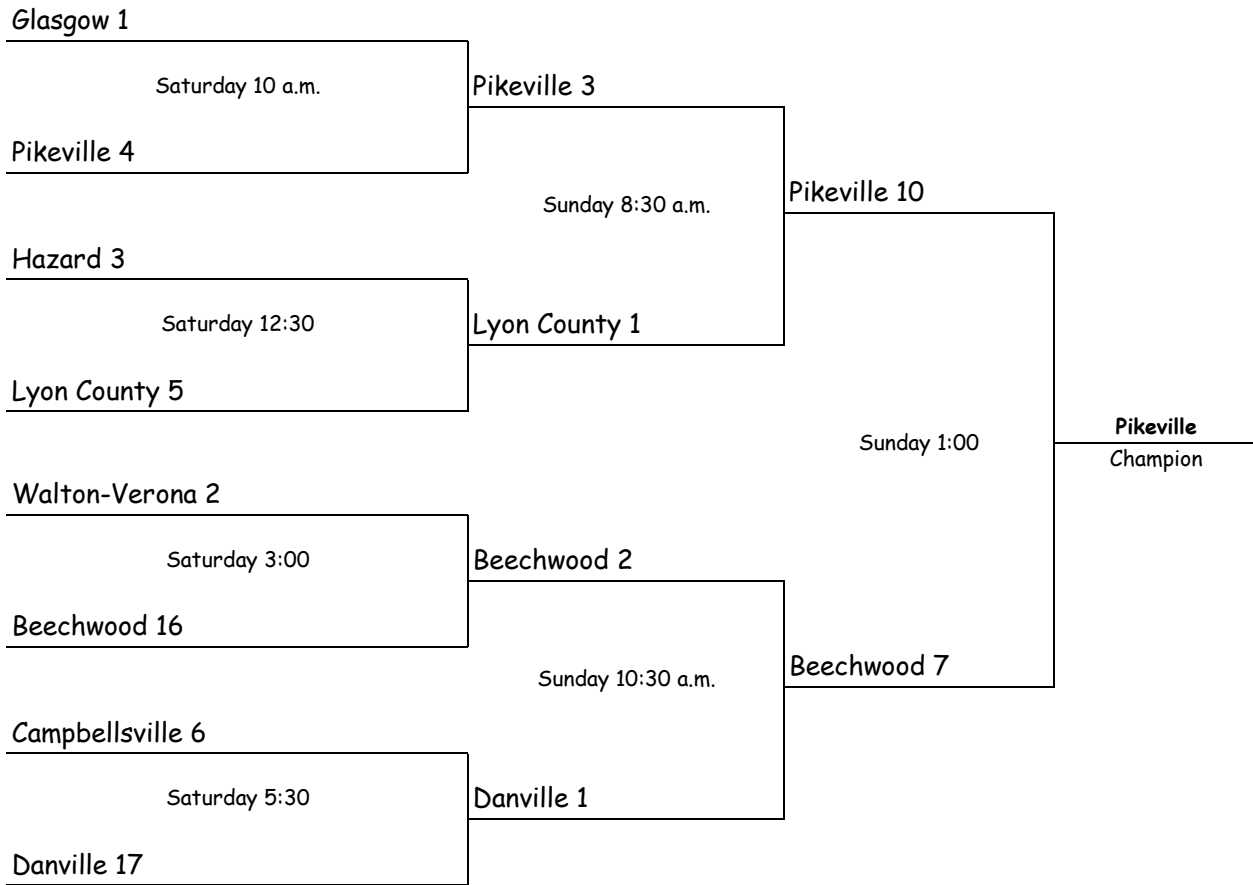 Glasgow 1
Saturday 10 a.m.
Pikeville 3
Pikeville 4
Pikeville 10
Sunday 8:30 a.m.
Hazard 3
Saturday 12:30
Lyon County 1
Lyon County 5
Pikeville
Sunday 1:00
Champion
Walton-Verona 2
Saturday 3:00
Beechwood 2
Beechwood 16
Beechwood 7
Sunday 10:30 a.m.
Campbellsville 6
Saturday 5:30
Danville 1
Danville 17